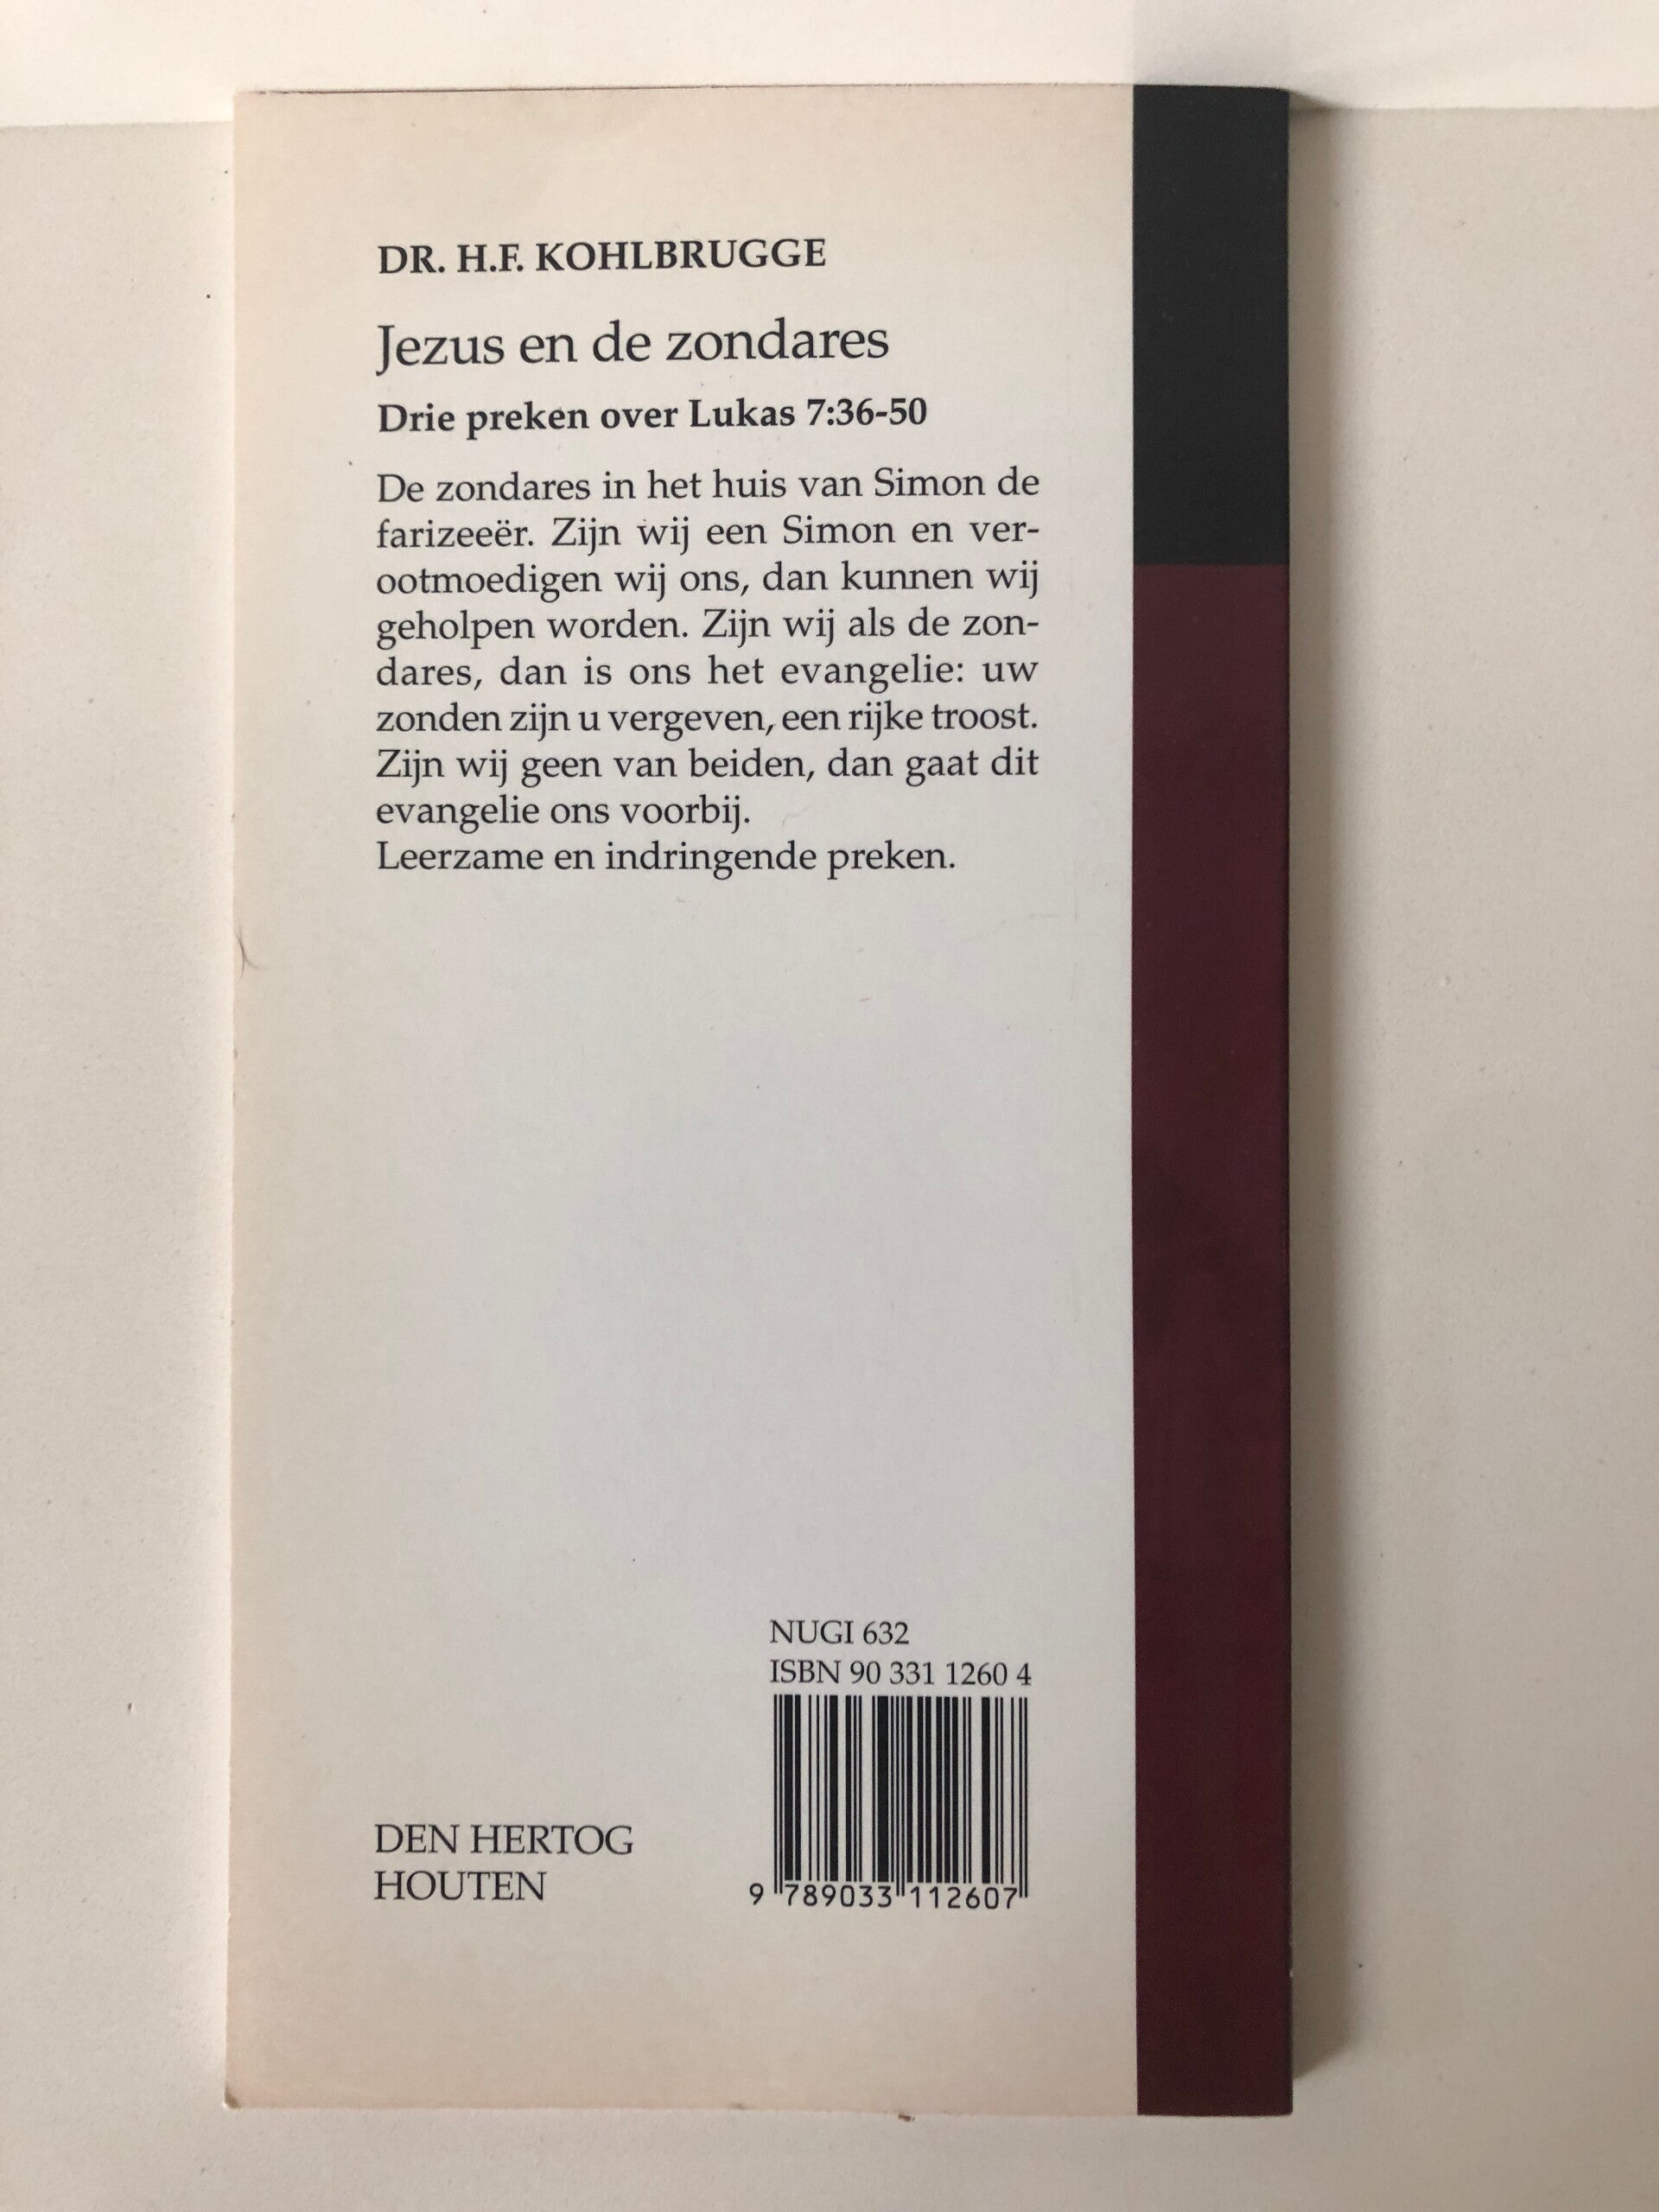 DR. H.F. KOHLBRUGGE
Jezus en de zondares
Drie preken over Lukas 7:36-50
De zondares in het huis van Simon de
farizeeër. Zijn wij een Simon en ver-
ootmoedigen wij ons, dan kunnen wij
geholpen worden. Zijn wij als de zon-
dares, dan is ons het evangelie: uw
zonden zijn u vergeven, een rijke troost.
Zijn wij geen van beiden, dan gaat dit
evangelie ons voorbij.
Leerzame en indringende preken.
NUGI 632
ISBN 90 331 1260 4
9 789033 112607
DEN HERTOG
HOUTEN